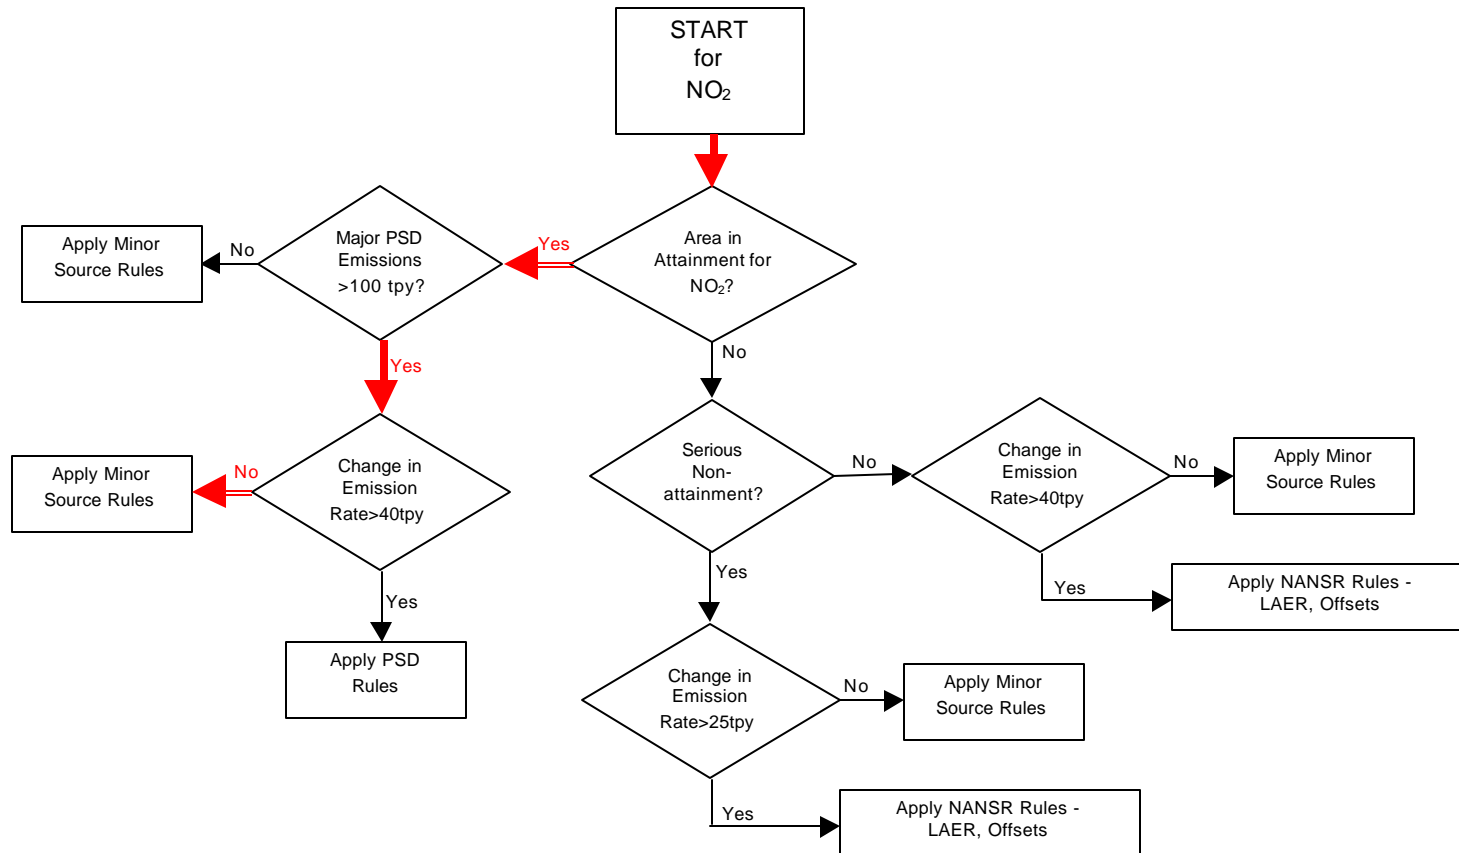 START
for
NO₂
Major PSD
Emissions
>100 tpy?
Yes
Area in
Attainment for
NO₂?
No
Apply Minor
Source Rules
Yes
No
Apply Minor
Source Rules
No
Change in
Emission
Rate>40tpy
Serious
Non-
attainment?
No
Change in
Emission
Rate>40tpy
No
Apply Minor
Source Rules
Yes
Apply PSD
Rules
Yes
Yes
Apply NANSR Rules -
LAER, Offsets
Change in
Emission
Rate>25tpy
No
Apply Minor
Source Rules
Yes
Apply NANSR Rules -
LAER, Offsets